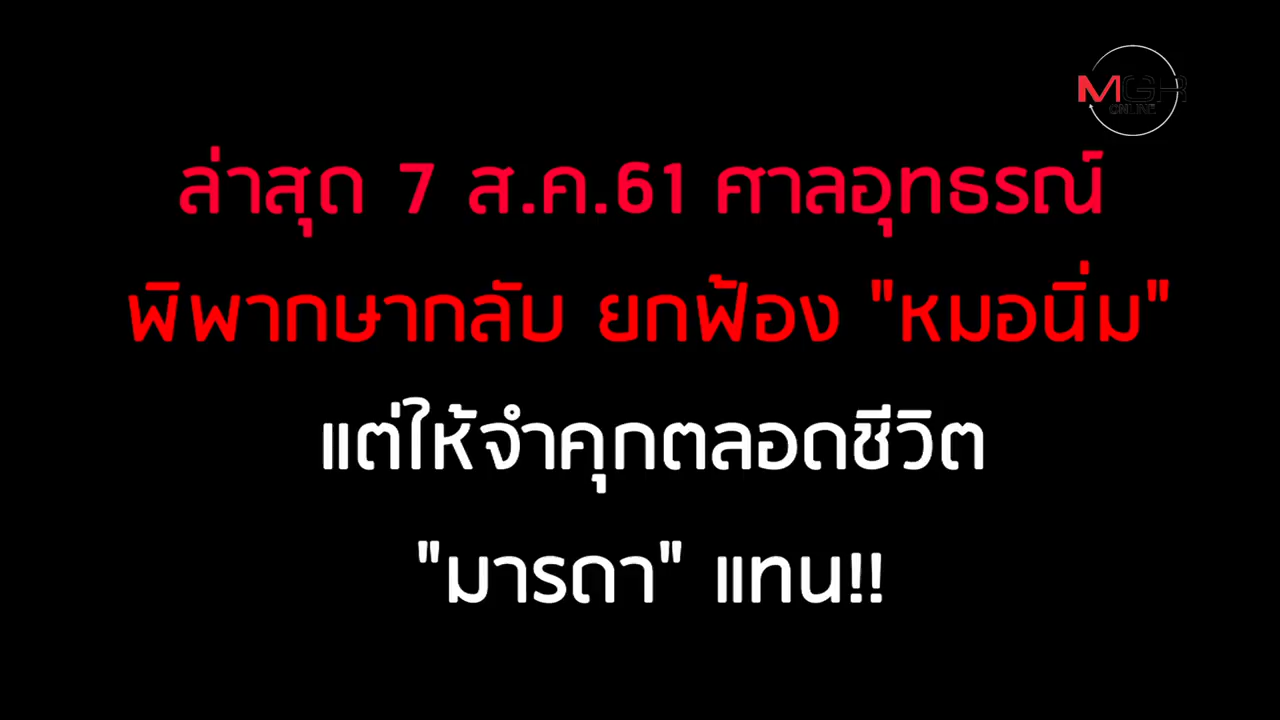 MGR
ONLINE
ล่าสุด 7 ส.ค.61 ศาลอุทธรณ์
พิพากษากลับ ยกฟ้อง "หมอนิ่ม"
แต่ให้จำคุกตลอดชีวิต
"มารดา" แทน!!